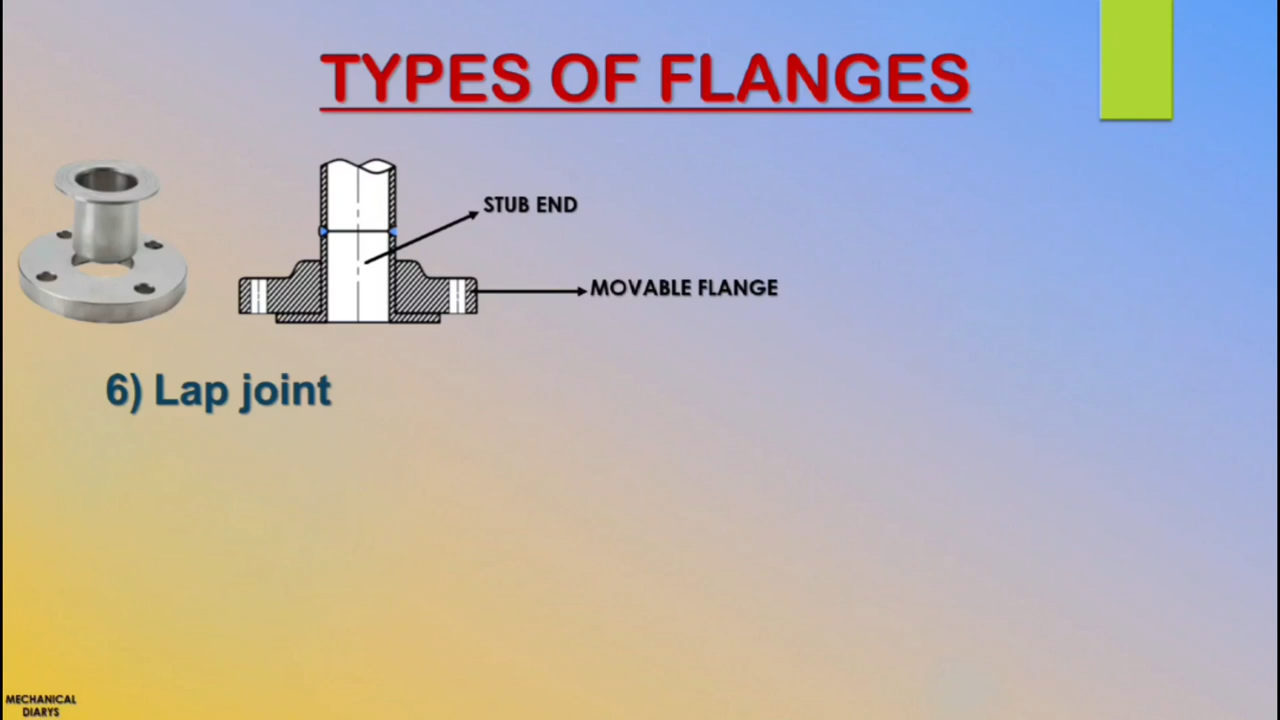 TYPES OF FLANGES
STUB END
MOVABLE FLANGE
6) Lap joint
MECHANICAL
DIARYS